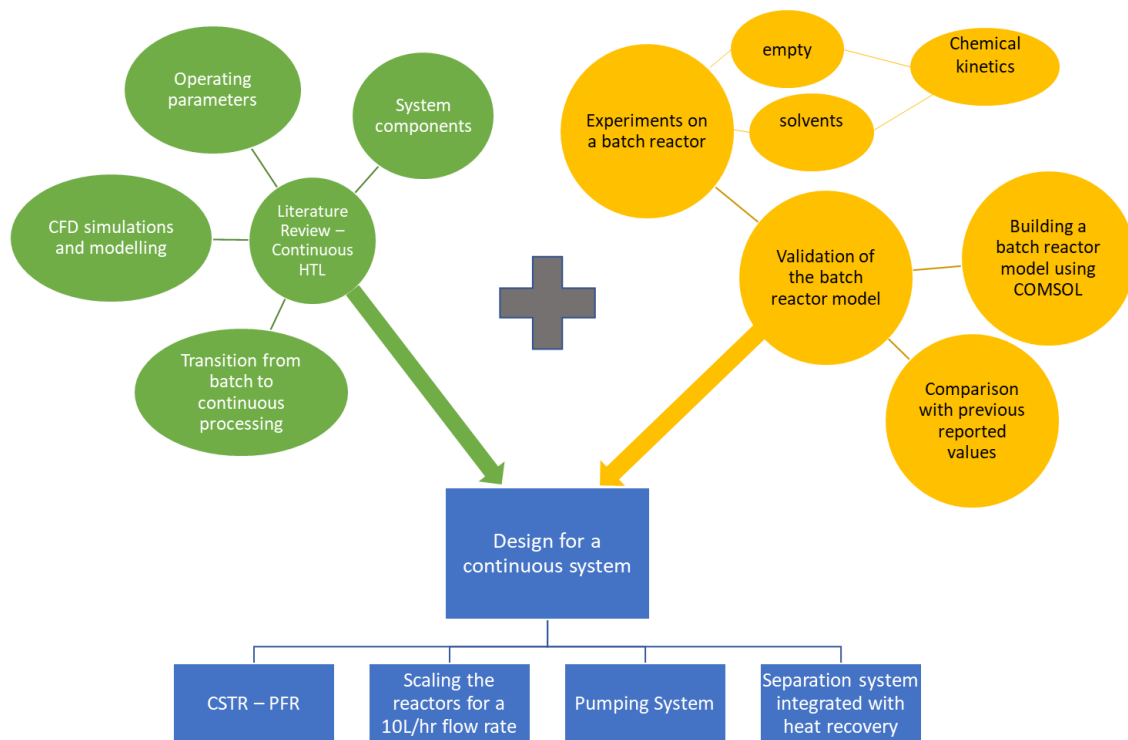 Operating
parameters
System
components
CFD simulations
and modelling
Literature
Review –
Continuous
HTL
Transition from
batch to
continuous
processing
empty
Chemical
kinetics
solvents
Experiments on
a batch reactor
Validation of
the batch
reactor model
Building a
batch reactor
model using
COMSOL
Comparison
with previous
reported
values
Design for a
continuous system
CSTR – PFR
Scaling the
reactors for a
10L/hr flow rate
Pumping System
Separation system
integrated with
heat recovery